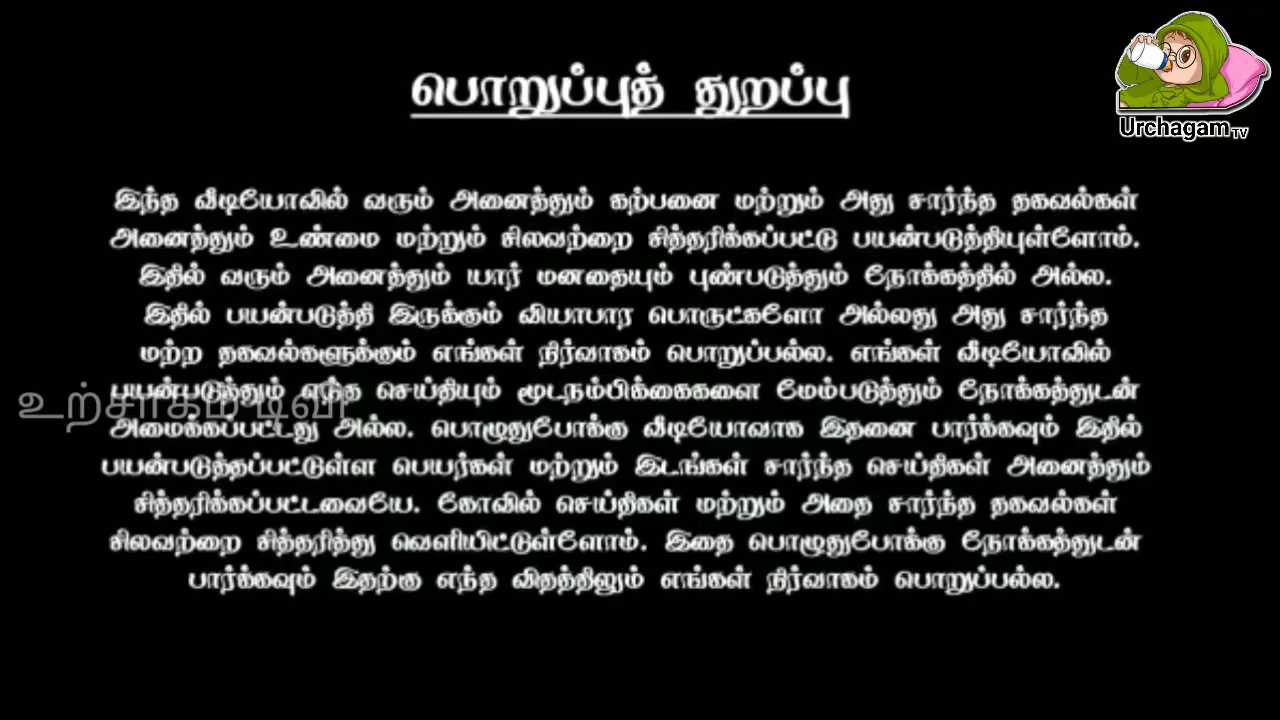 பொறுப்புத் துறப்பு
Urchagam TV
இந்த வீடியோவில் வரும் அனைத்தும் கற்பனை மற்றும் அது சார்ந்த தகவல்கள்
அனைத்தும் உண்மை மற்றும் சிலவற்றை சித்தரிக்கப்பட்டு பயன்படுத்தியுள்ளோம்.
இதில் வரும் அனைத்தும் யார் மனதையும் புண்படுத்தும் நோக்கத்தில் அல்ல.
இதில் பயன்படுத்தி இருக்கும் வியாபார பொருட்களோ அல்லது அது சார்ந்த
மற்ற தகவல்களுக்கும் எங்கள் நிர்வாகம் பொறுப்பல்ல. எங்கள் வீடியோவில்
பயன்படுத்தும் எந்த செய்தியும் மூடநம்பிக்கைகளை மேம்படுத்தும் நோக்கத்துடன்
உற்சாகம் டிவி
அமைக்கப்பட்டது அல்ல. பொழுதுபோக்கு வீடியோவாக இதனை பார்க்கவும் இதில்
பயன்படுத்தப்பட்டுள்ள பெயர்கள் மற்றும் இடங்கள் சார்ந்த செய்திகள் அனைத்தும்
சித்தரிக்கப்பட்டவையே. கோவில் செய்திகள் மற்றும் அதை சார்ந்த தகவல்கள்
சிலவற்றை சித்தரித்து வெளியிட்டுள்ளோம். இதை பொழுதுபோக்கு நோக்கத்துடன்
பார்க்கவும் இதற்கு எந்த விதத்திலும் எங்கள் நிர்வாகம் பொறுப்பல்ல.